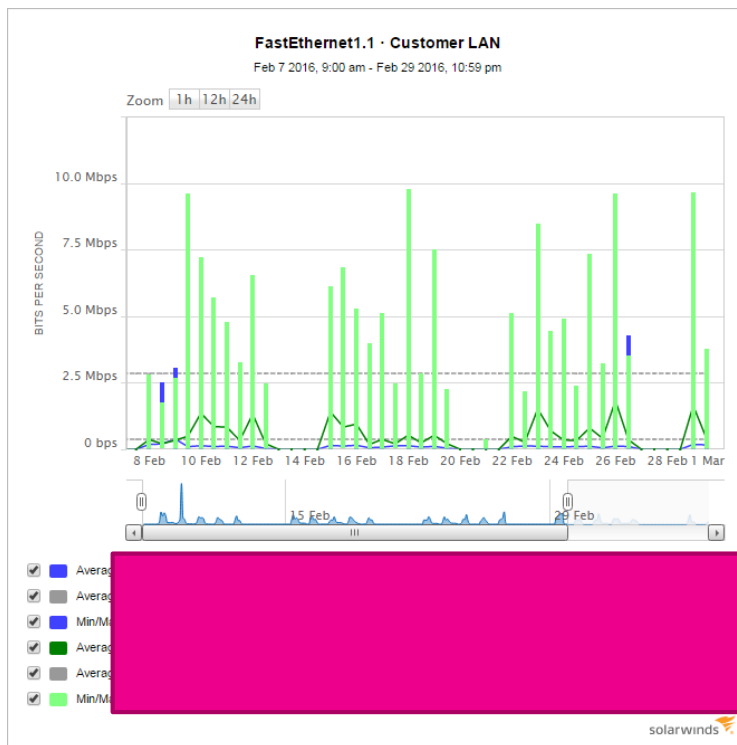 FastEthernet1.1 · Customer LAN
Feb 7 2016, 9:00 am - Feb 29 2016, 10:59 pm
Zoom 1h 12h 24h
10.0 Mbps
7.5 Mbps
5.0 Mbps
2.5 Mbps
0 bps
BITS PER SECOND
8 Feb 10 Feb 12 Feb 14 Feb 16 Feb 18 Feb 20 Feb 22 Feb 24 Feb 26 Feb 28 Feb 1 Mar
15 Feb 29 Feb
Averag
Averag
Min/Ma
Averag
Averag
Min/Ma
solarwinds